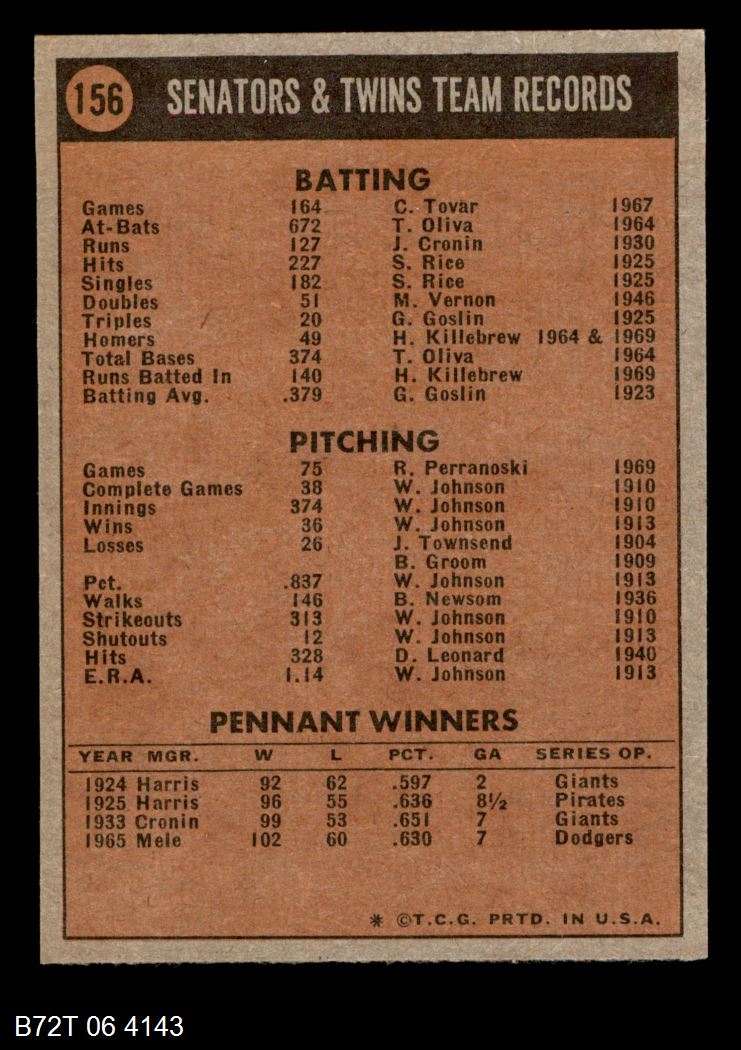 156 SENATORS & TWINS TEAM RECORDS
BATTING
Games 164 C. Tovar 1967
At-Bats 672 T. Oliva 1964
Runs 127 J. Cronin 1930
Hits 227 S. Rice 1925
Singles 182 S. Rice 1925
Doubles 51 M. Vernon 1946
Triples 20 G. Goslin 1925
Homers 49 H. Killebrew 1964 & 1969
Total Bases 374 T. Oliva 1964
Runs Batted In 140 H. Killebrew 1969
Batting Avg. .379 G. Goslin 1923
PITCHING
Games 75 R. Perranoski 1969
Complete Games 38 W. Johnson 1910
Innings 374 W. Johnson 1910
Wins 36 W. Johnson 1913
Losses 26 J. Townsend 1904
B. Groom 1909
Pct. .837 W. Johnson 1913
Walks 146 B. Newsom 1936
Strikeouts 313 W. Johnson 1910
Shutouts 12 W. Johnson 1913
Hits 328 D. Leonard 1940
E.R.A. 1.14 W. Johnson 1913
PENNANT WINNERS
YEAR MGR. W L PCT. GA SERIES OP.
1924 Harris 92 62 .597 2 Giants
1925 Harris 96 55 .636 8½ Pirates
1933 Cronin 99 53 .651 7 Giants
1965 Mele 102 60 .630 7 Dodgers
* ©T.C.G. PRTD. IN U.S.A.
B72T 06 4143